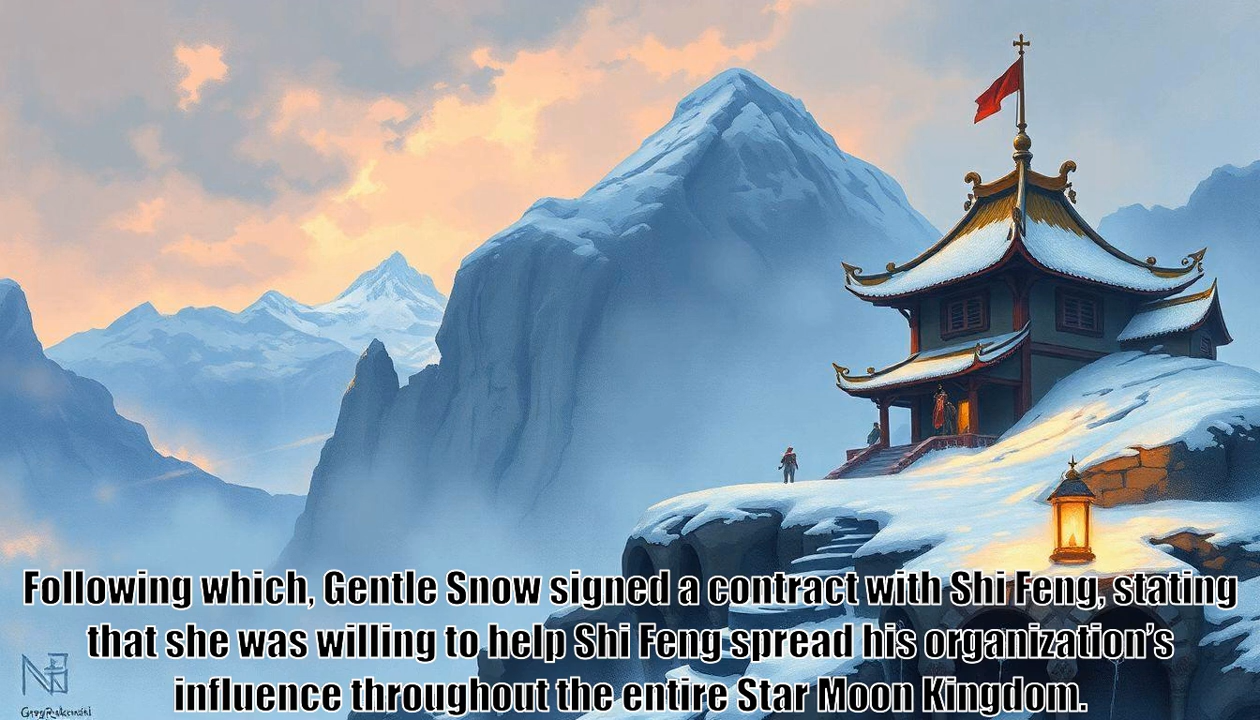 Following which, Gentle Snow signed a contract with Shi Feng, stating
that she was willing to help Shi Feng spread his organization's
influence throughout the entire Star Moon Kingdom.